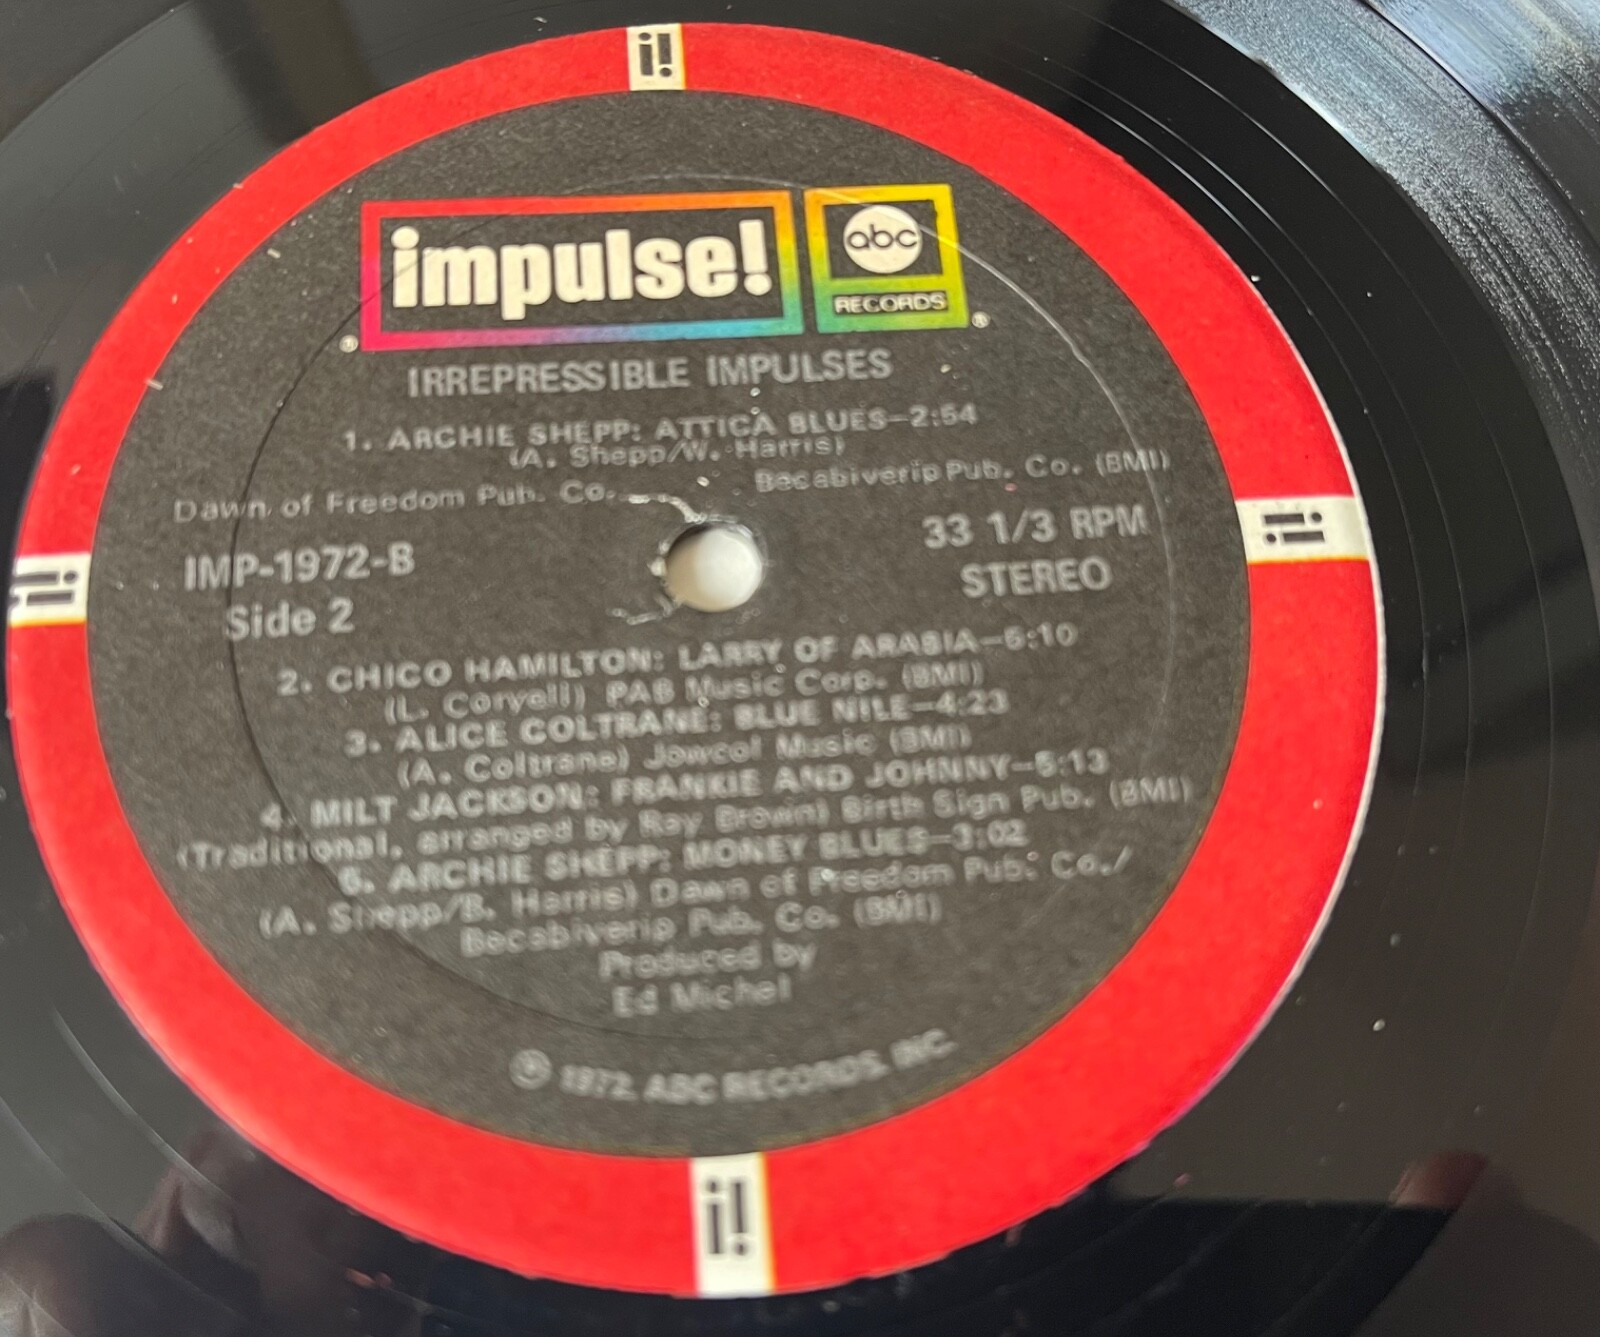 i!
impulse!
abc
RECORDS
®
®
IRREPRESSIBLE IMPULSES
1. ARCHIE SHEPP: ATTICA BLUES—2:54
(A. Shepp/W. Harris)
Dawn of Freedom Pub. Co. Becabiverip Pub. Co. (BMI)
IMP-1972-B
Side 2
33 1/3 RPM
STEREO
i!
i!
2. CHICO HAMILTON: LARRY OF ARABIA—5:10
(L. Coryell) PAB Music Corp. (BMI)
3. ALICE COLTRANE: BLUE NILE—4:23
(A. Coltrane) Jowcol Music (BMI)
4. MILT JACKSON: FRANKIE AND JOHNNY—5:13
(Traditional, arranged by Ray Brown) Birth Sign Pub. (BMI)
5. ARCHIE SHEPP: MONEY BLUES—3:02
(A. Shepp/B. Harris) Dawn of Freedom Pub. Co./
Becabiverip Pub. Co. (BMI)
Produced by
Ed Michel
Ⓟ 1972, ABC RECORDS, INC.
i!